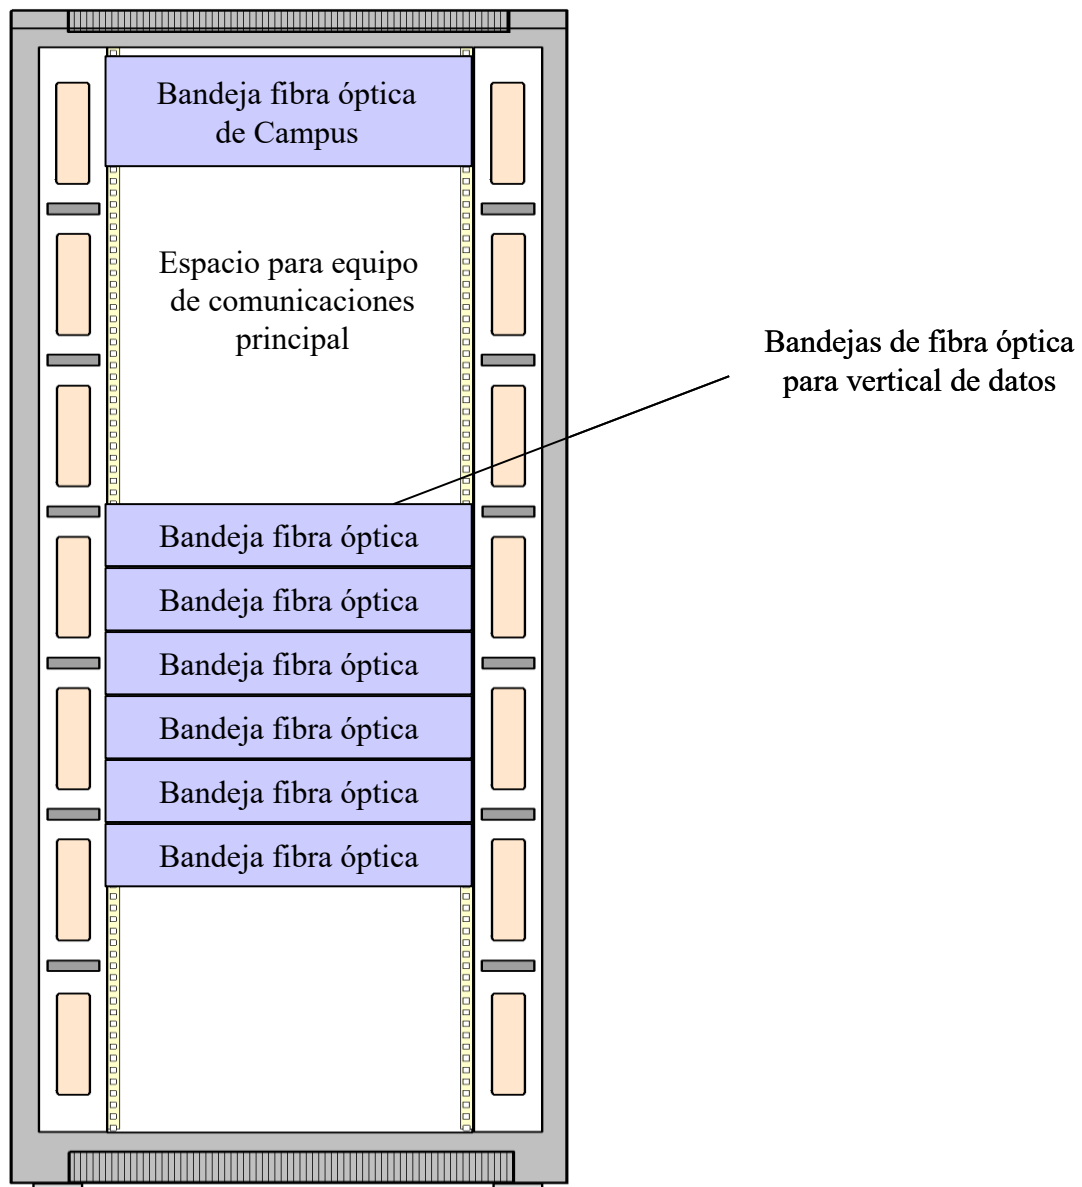 Bandeja fibra óptica
de Campus
Espacio para equipo
de comunicaciones
principal
Bandejas de fibra óptica
para vertical de datos
Bandeja fibra óptica
Bandeja fibra óptica
Bandeja fibra óptica
Bandeja fibra óptica
Bandeja fibra óptica
Bandeja fibra óptica